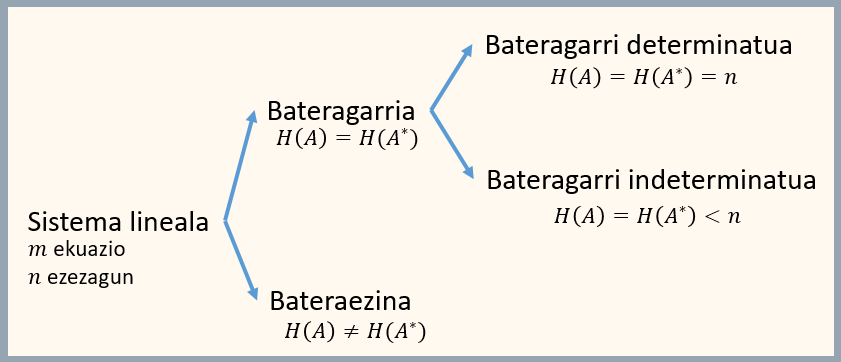 Bateragarri determinatua
H(A) = H(A*) = n
Bateragarria
H(A) = H(A*)
Bateragarri indeterminatua
H(A) = H(A*) < n
Sistema lineala
m ekuazio
n ezezagun
Bateraezina
H(A) ≠ H(A*)